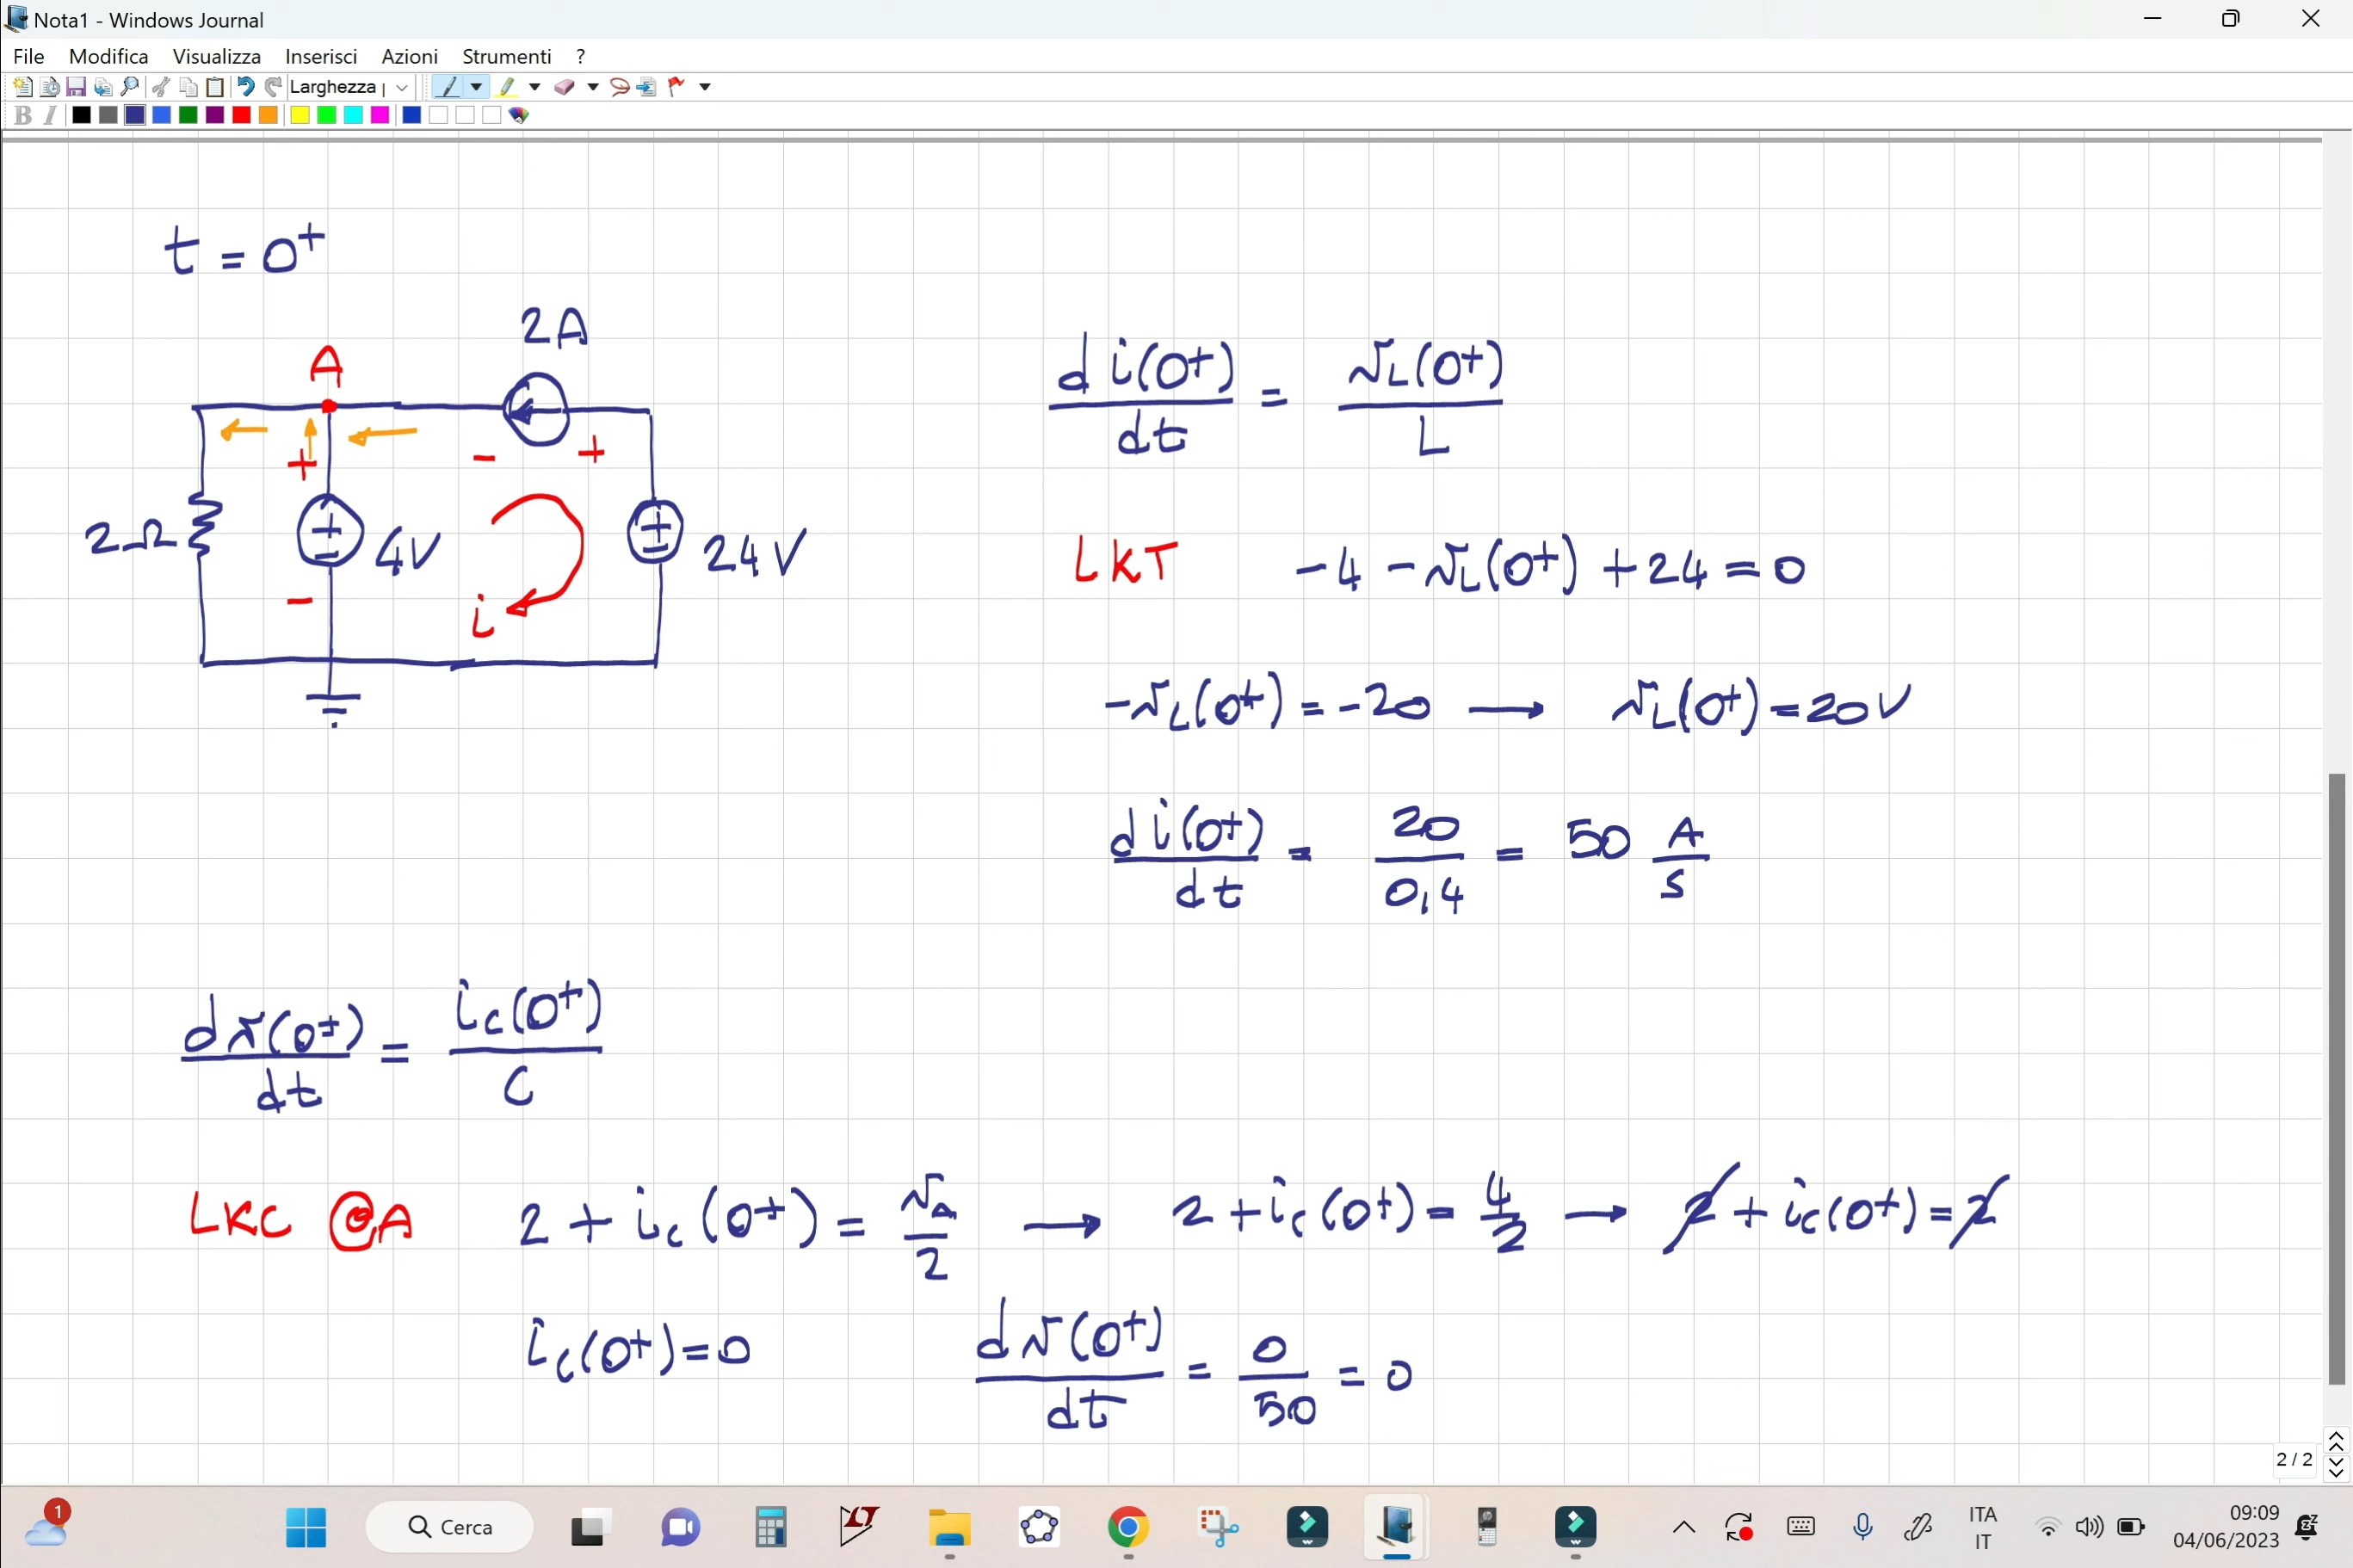 Nota1 - Windows Journal
File Modifica Visualizza Inserisci Azioni Strumenti ?
Larghezza
B I
t = 0+
2A
A
di(0+)/dt = vL(0+)/L
- +
+
2Ω + - 4V + - 24V
LKT -4 - vL(0+) + 24 = 0
- i
-vL(0+) = -20 → vL(0+) = 20V
di(0+)/dt = 20/0,4 = 50 A/s
dv(0+)/dt = ic(0+)/C
LKC @A 2 + ic(0+) = vA/2 → 2 + ic(0+) = 4/2 → 2 + ic(0+) = 2
ic(0+) = 0 dv(0+)/dt = 0/50 = 0
2 / 2
1
Cerca
LT
ITA
IT
09:09
04/06/2023